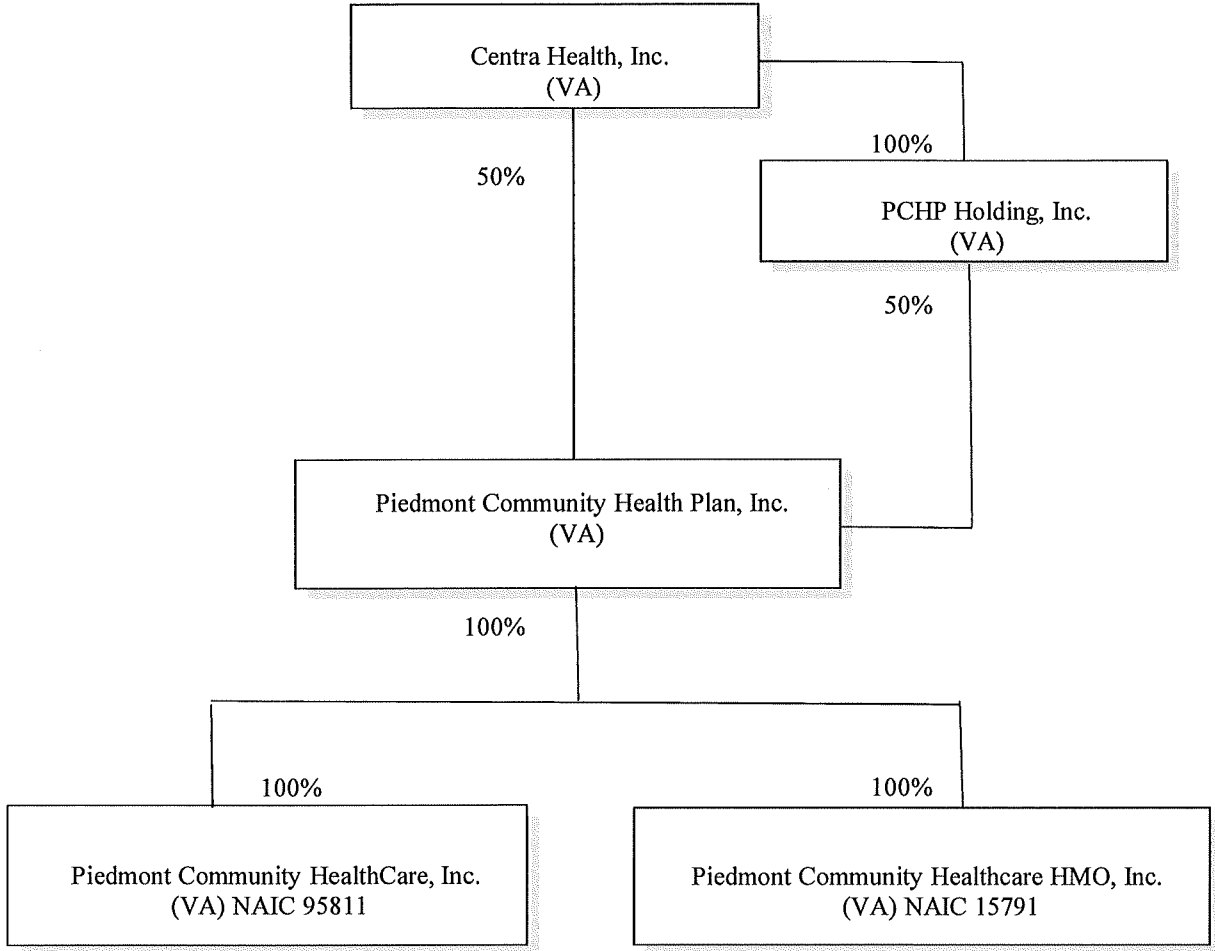 Centra Health, Inc.
(VA)
100%
50%
PCHP Holding, Inc.
(VA)
50%
Piedmont Community Health Plan, Inc.
(VA)
100%
100%
100%
Piedmont Community HealthCare, Inc.
(VA) NAIC 95811
Piedmont Community Healthcare HMO, Inc.
(VA) NAIC 15791